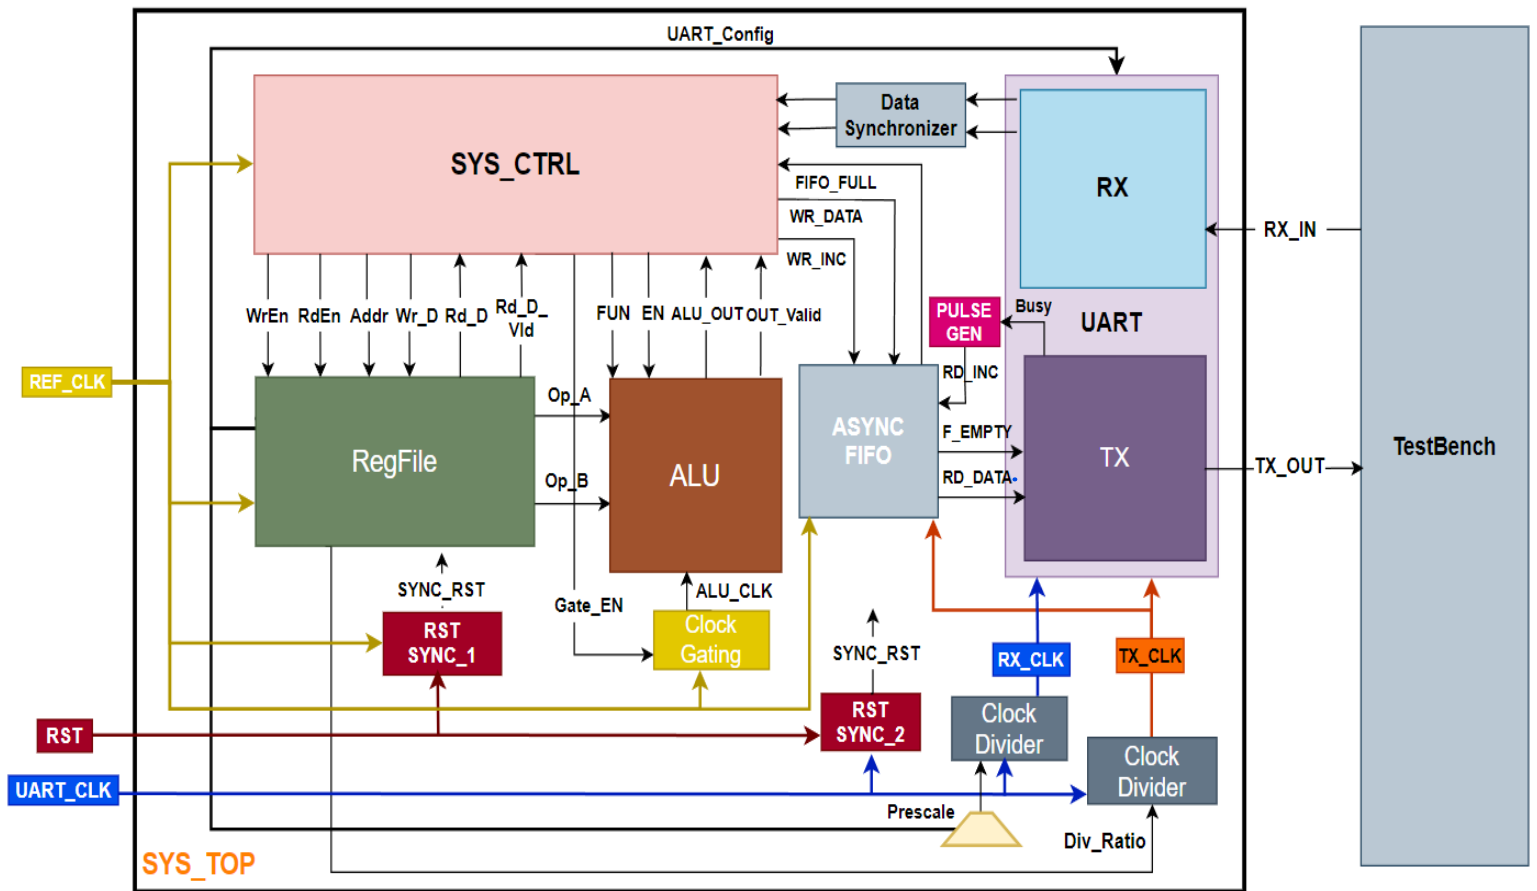 UART_Config
Data
Synchronizer
SYS_CTRL
RX
FIFO_FULL
WR_DATA
RX_IN
WR_INC
WrEn
RdEn
Addr
Wr_D
Rd_D
Rd_D_
Vld
FUN
EN
ALU_OUT
OUT_Valid
PULSE
GEN
Busy
UART
REF_CLK
RD_INC
Op_A
ASYNC
FIFO
F_EMPTY
TestBench
RegFile
ALU
TX
TX_OUT
Op_B
RD_DATA
SYNC_RST
ALU_CLK
Gate_EN
RST
SYNC_1
Clock
Gating
SYNC_RST
RX_CLK
TX_CLK
RST
RST
SYNC_2
Clock
Divider
Clock
Divider
UART_CLK
Prescale
Div_Ratio
SYS_TOP